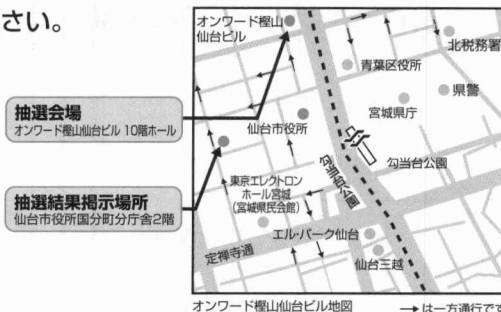 さい。
抽選会場
オンワード樫山仙台ビル 10階ホール
抽選結果掲示場所
仙台市役所国分町分庁舎2階
オンワード樫山
仙台ビル
北税務署
青葉区役所
県警
宮城県庁
仙台市役所
勾当台公園
勾当台公園
東京エレクトロン
ホール宮城
(宮城県民会館)
エル・パーク仙台
定禅寺通
仙台三越
オンワード樫山仙台ビル地図
→は一方通行です